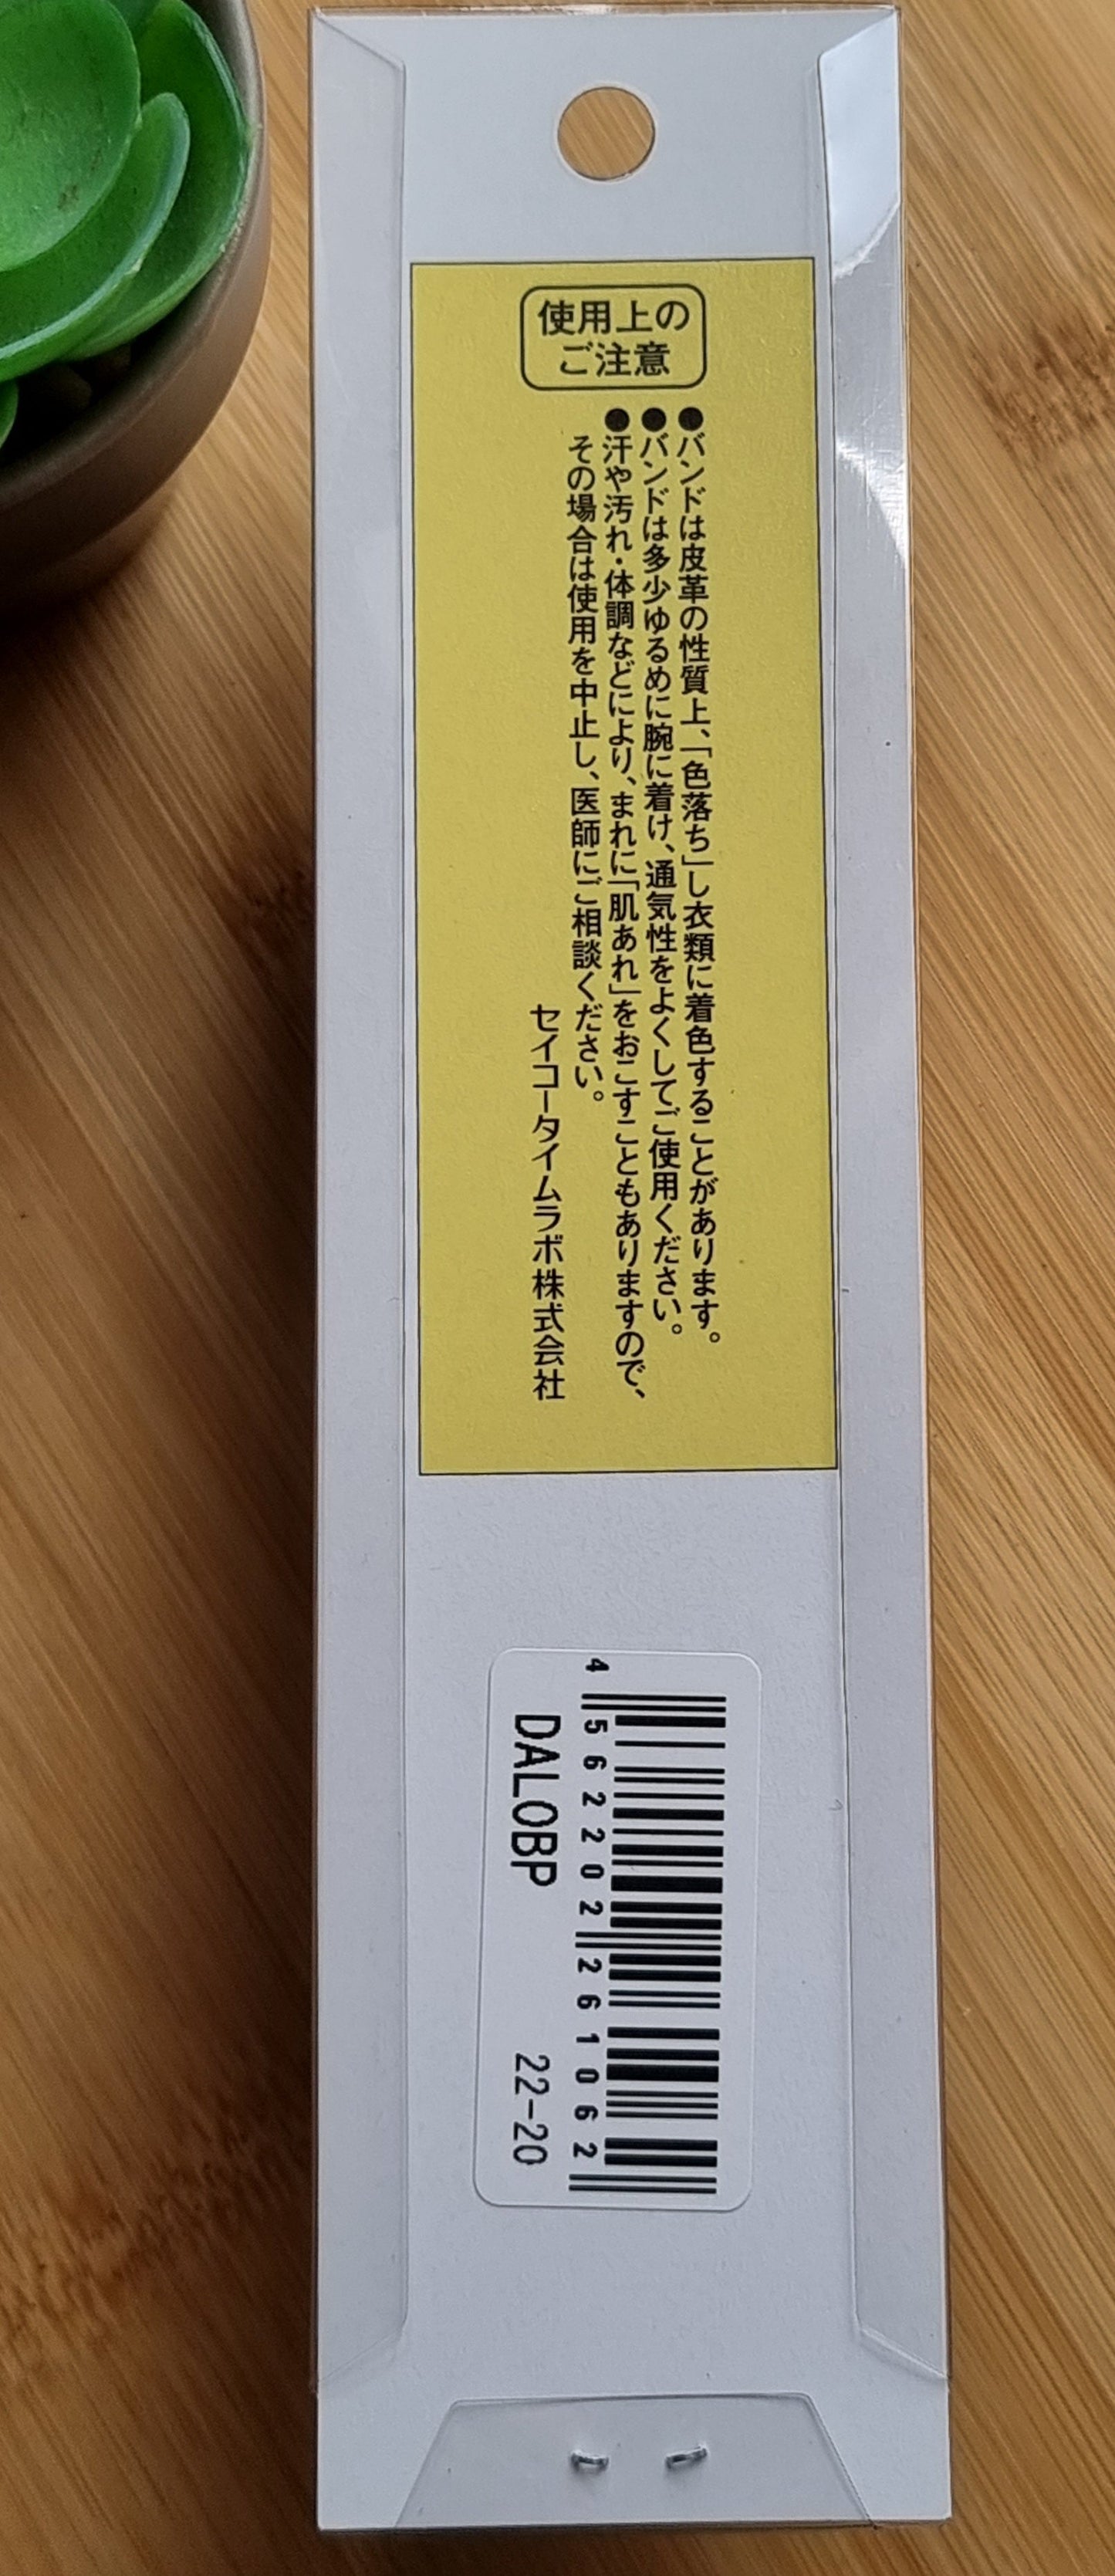 使用上の
ご注意
●バンドは皮革の性質上、「色落ち」し衣類に着色することがあります。
●バンドは多少ゆるめに腕に着け、通気性をよくしてご使用ください。
●汗や汚れ・体調などにより、まれに「肌あれ」をおこすこともありますので、
その場合は使用を中止し、医師にご相談ください。
セイコータイムラボ株式会社
4 562202 261062
DAL0BP 22-20